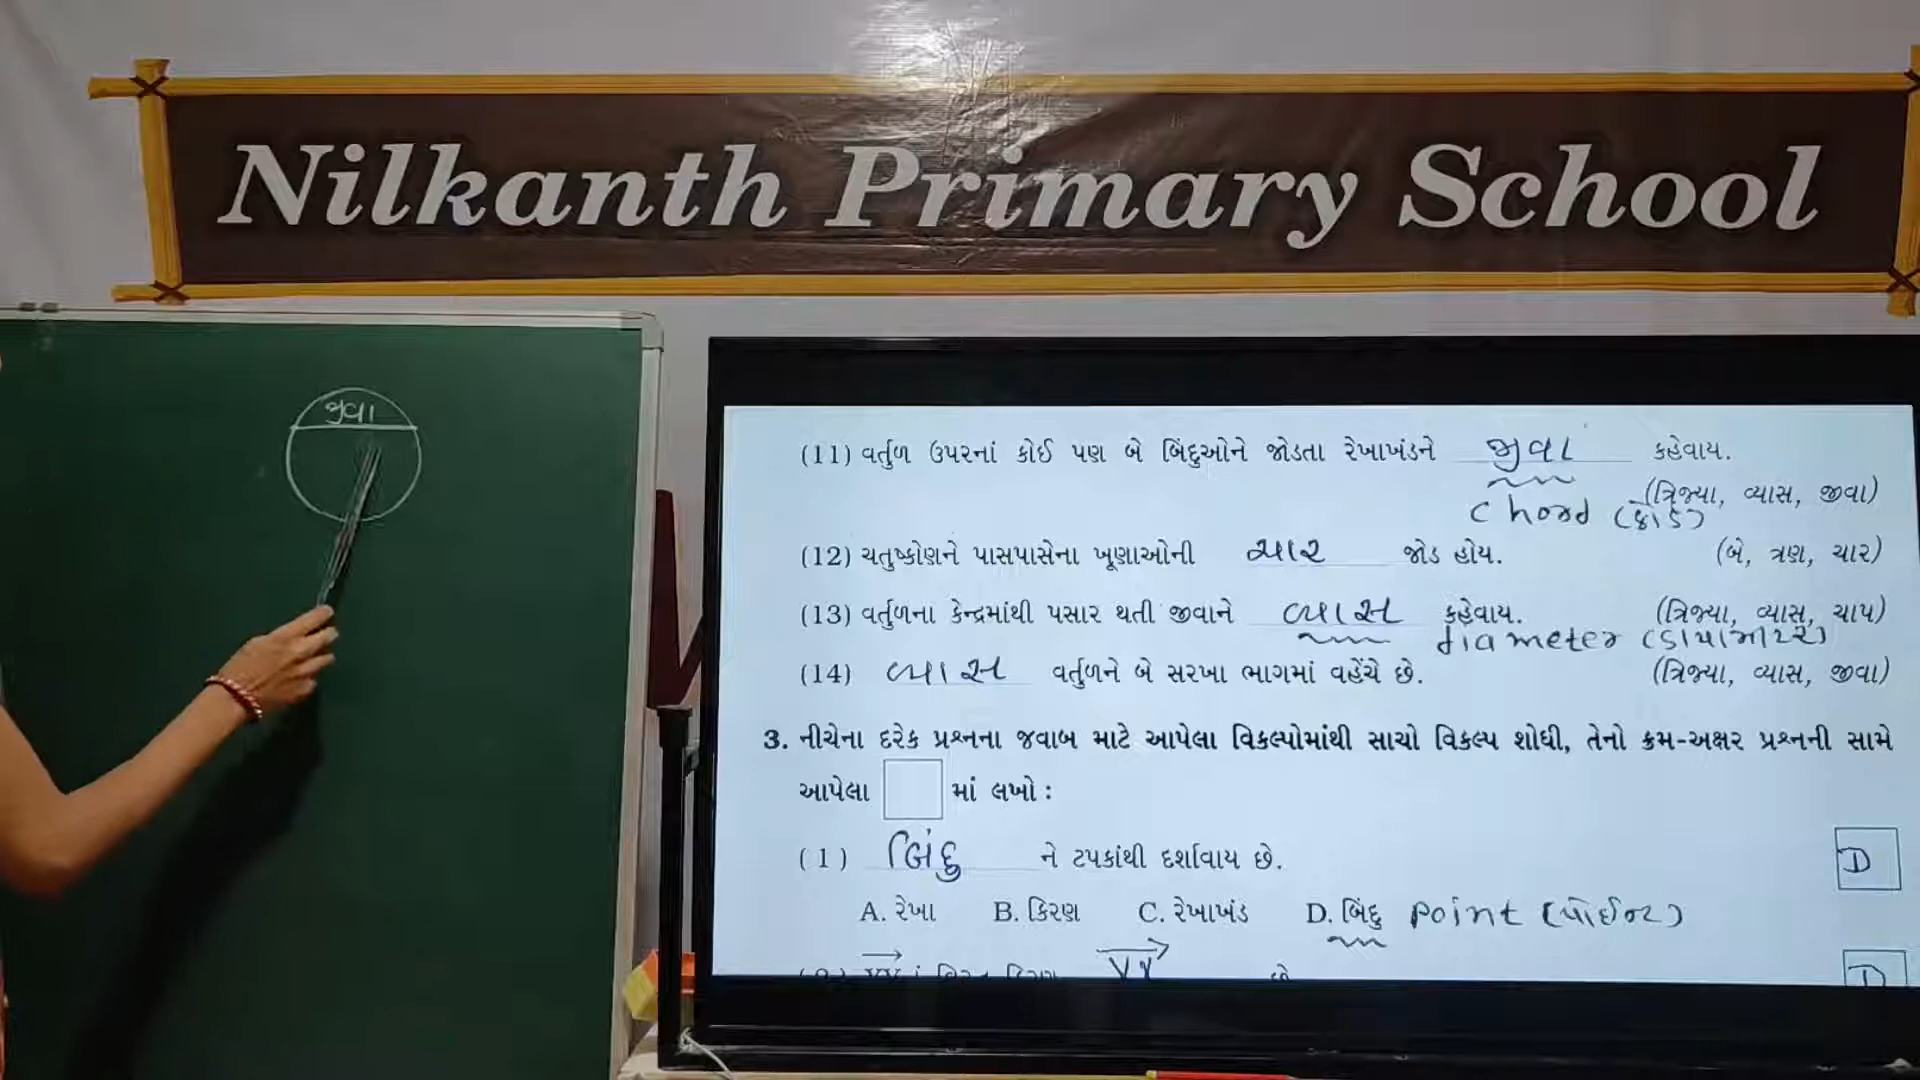 Nilkanth Primary School
જીવા
(11) વર્તુળ ઉપરનાં કોઈ પણ બે બિંદુઓને જોડતા રેખાખંડને જીવા કહેવાય.
(ત્રિજ્યા, વ્યાસ, જીવા)
chord (કોર્ડ)
(12) ચતુષ્કોણને પાસપાસેના ખૂણાઓની ચાર જોડ હોય. (બે, ત્રણ, ચાર)
(13) વર્તુળના કેન્દ્રમાંથી પસાર થતી જીવાને વ્યાસ કહેવાય. (ત્રિજ્યા, વ્યાસ, ચાપ)
diameter (ડાયામીટર)
(14) વ્યાસ વર્તુળને બે સરખા ભાગમાં વહેંચે છે. (ત્રિજ્યા, વ્યાસ, જીવા)
3. નીચેના દરેક પ્રશ્નના જવાબ માટે આપેલા વિકલ્પોમાંથી સાચો વિકલ્પ શોધી, તેનો ક્રમ-અક્ષર પ્રશ્નની સામે
આપેલા માં લખો :
(1) બિંદુ ને ટપકાંથી દર્શાવાય છે. D
A. રેખા B. કિરણ C. રેખાખંડ D. બિંદુ point (પોઈન્ટ)